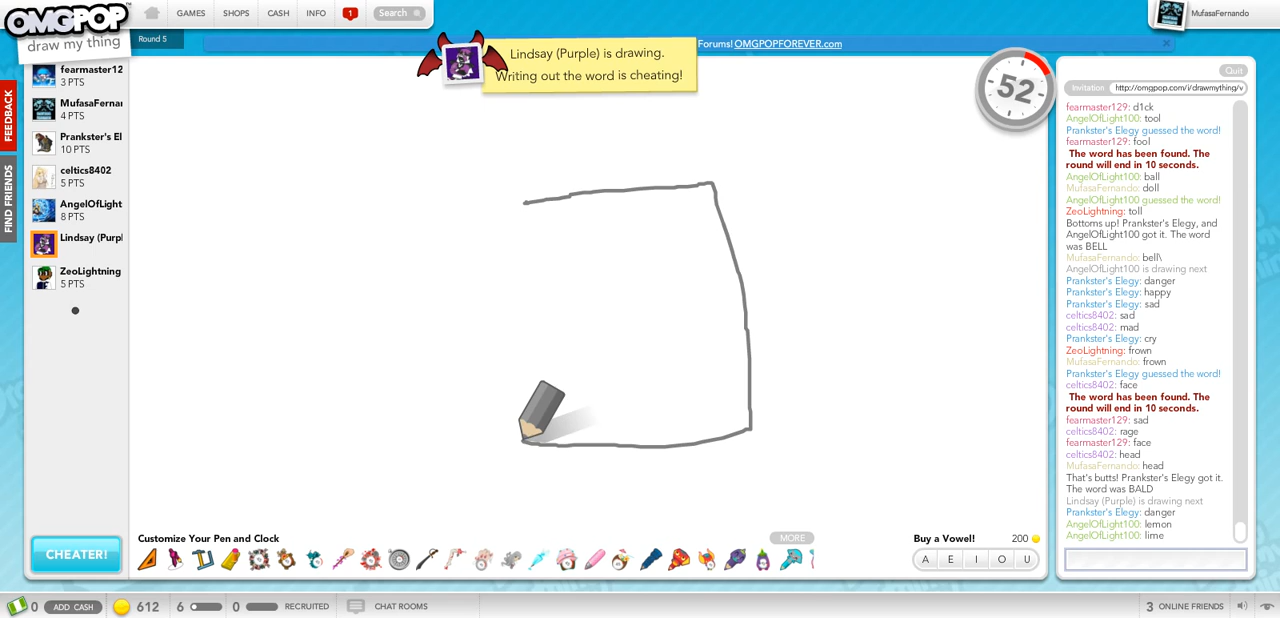 OMGPOP™
GAMES SHOPS CASH INFO 1 Search
MufasaFernando
draw my thing
Round 5
Forums! OMGPOPFOREVER.com
Lindsay (Purple) is drawing.
Writing out the word is cheating!
52
FEEDBACK
FIND FRIENDS
fearmaster12
3 PTS
MufasaFernan
4 PTS
Prankster's El
10 PTS
celtics8402
5 PTS
AngelOfLight
8 PTS
Lindsay (Purpl
ZeoLightning
5 PTS
CHEATER!
Customize Your Pen and Clock
MORE
Buy a Vowel! 200
A E I O U
Quit
Invitation http://omgpop.com/i/drawmything/v
fearmaster129: d1ck
AngelOfLight100: tool
Prankster's Elegy guessed the word!
fearmaster129: fool
The word has been found. The
round will end in 10 seconds.
AngelOfLight100: ball
MufasaFernando: doll
AngelOfLight100 guessed the word!
ZeoLightning: toll
Bottoms up! Prankster's Elegy, and
AngelOfLight100 got it. The word
was BELL
MufasaFernando: bell\
AngelOfLight100 is drawing next
Prankster's Elegy: danger
Prankster's Elegy: happy
Prankster's Elegy: sad
celtics8402: sad
celtics8402: mad
Prankster's Elegy: cry
ZeoLightning: frown
MufasaFernando: frown
Prankster's Elegy guessed the word!
celtics8402: face
The word has been found. The
round will end in 10 seconds.
fearmaster129: sad
celtics8402: rage
fearmaster129: face
celtics8402: head
MufasaFernando: head
That's butts! Prankster's Elegy got it.
The word was BALD
Lindsay (Purple) is drawing next
Prankster's Elegy: danger
AngelOfLight100: lemon
AngelOfLight100: lime
0 ADD CASH 612 6 0 RECRUITED CHAT ROOMS
3 ONLINE FRIENDS